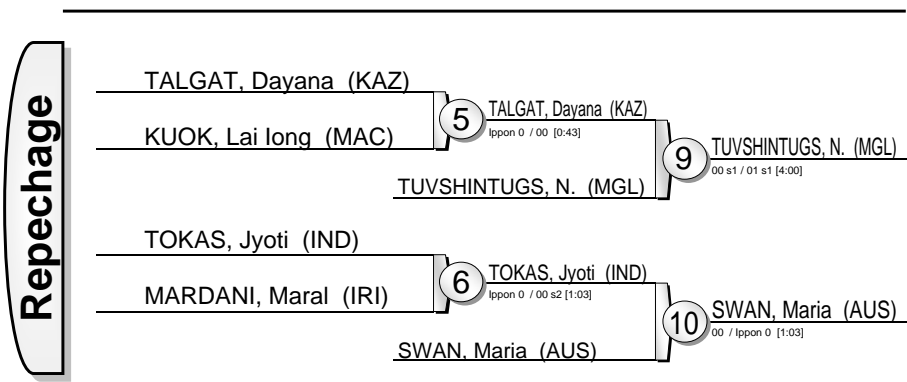 Repechage
TALGAT, Dayana (KAZ)
KUOK, Lai Iong (MAC)
5
TALGAT, Dayana (KAZ)
Ippon 0 / 00 [0:43]
TUVSHINTUGS, N. (MGL)
9
TUVSHINTUGS, N. (MGL)
00 s1 / 01 s1 [4:00]
TOKAS, Jyoti (IND)
MARDANI, Maral (IRI)
6
TOKAS, Jyoti (IND)
Ippon 0 / 00 s2 [1:03]
SWAN, Maria (AUS)
10
SWAN, Maria (AUS)
00 / Ippon 0 [1:03]